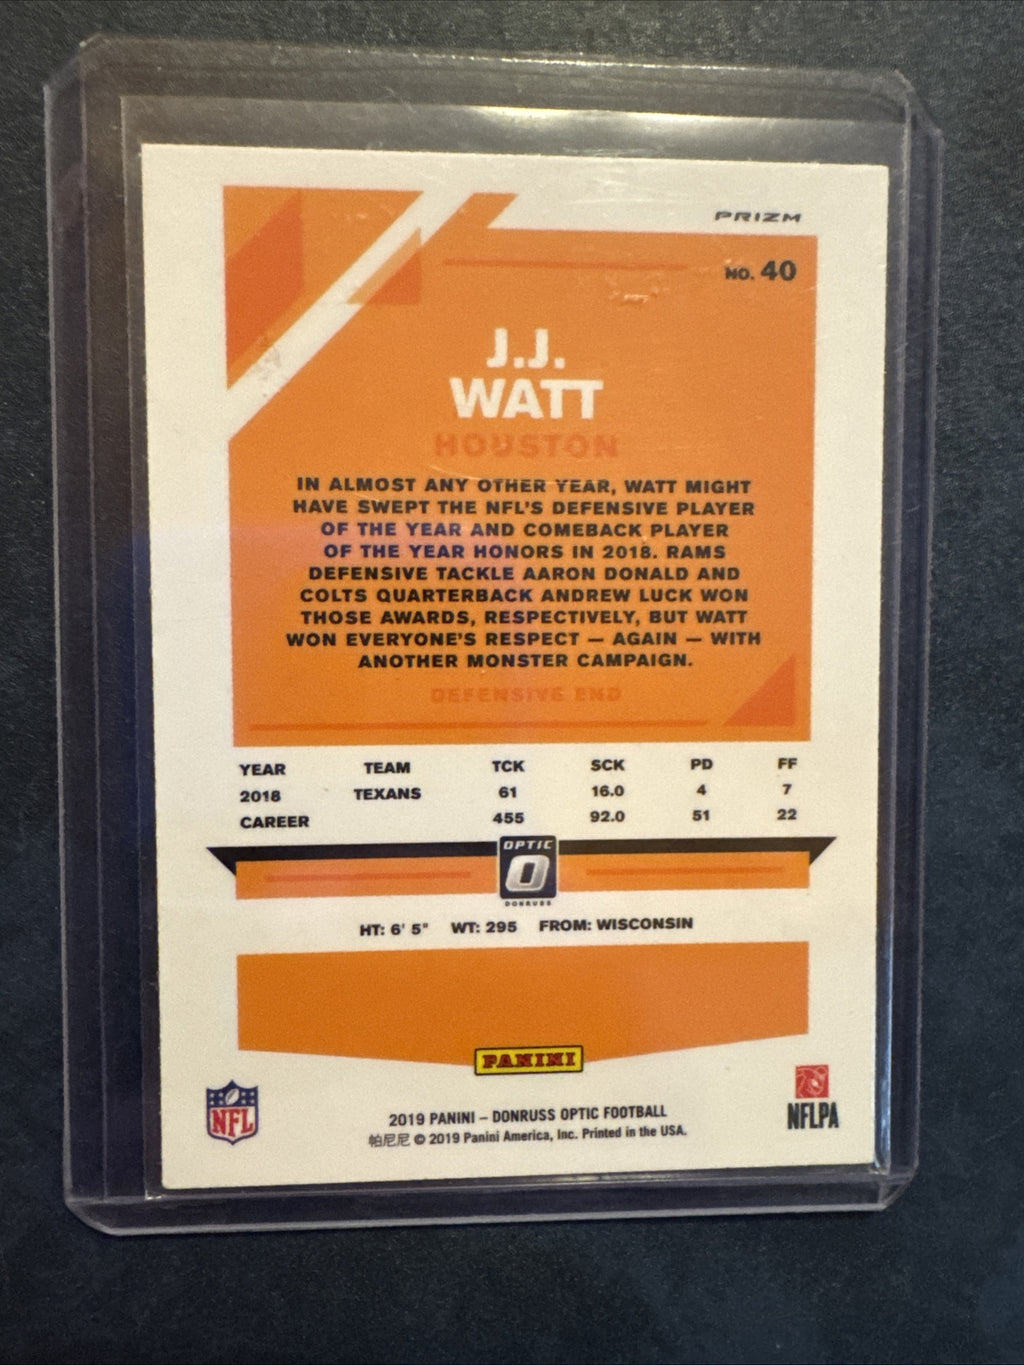 PRIZM
NO. 40
J.J.
WATT
HOUSTON
IN ALMOST ANY OTHER YEAR, WATT MIGHT
HAVE SWEPT THE NFL'S DEFENSIVE PLAYER
OF THE YEAR AND COMEBACK PLAYER
OF THE YEAR HONORS IN 2018. RAMS
DEFENSIVE TACKLE AARON DONALD AND
COLTS QUARTERBACK ANDREW LUCK WON
THOSE AWARDS, RESPECTIVELY, BUT WATT
WON EVERYONE'S RESPECT — AGAIN — WITH
ANOTHER MONSTER CAMPAIGN.
DEFENSIVE END
YEAR TEAM TCK SCK PD FF
2018 TEXANS 61 16.0 4 7
CAREER 455 92.0 51 22
OPTIC
O
DONRUSS
HT: 6' 5" WT: 295 FROM: WISCONSIN
PANINI
NFL
NFLPA
2019 PANINI – DONRUSS OPTIC FOOTBALL
帕尼尼 © 2019 Panini America, Inc. Printed in the USA.